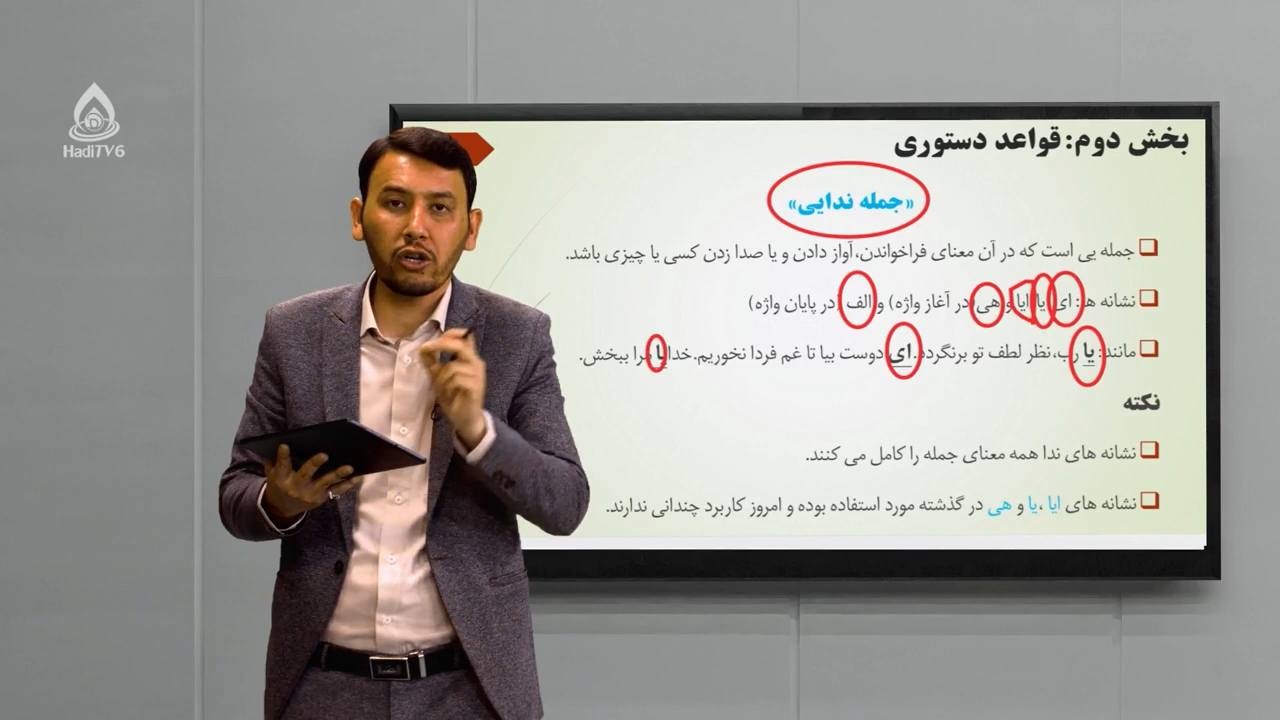 HadiTV6
بخش دوم: قواعد دستوری
«جمله ندایی»
جمله یی است که در آن معنای فراخواندن، آواز دادن و یا صدا زدن کسی یا چیزی باشد.
نشانه ها: ای، یا، ایا و هی (در آغاز واژه) و الف (در پایان واژه)
مانند: یا رب، نظر لطف تو برنگردد. ای دوست بیا تا غم فردا نخوریم. خدایا مرا ببخش.
نکته
نشانه های ندا همه معنای جمله را کامل می کنند.
نشانه های ایا ،یا و هی در گذشته مورد استفاده بوده و امروز کاربرد چندانی ندارند.